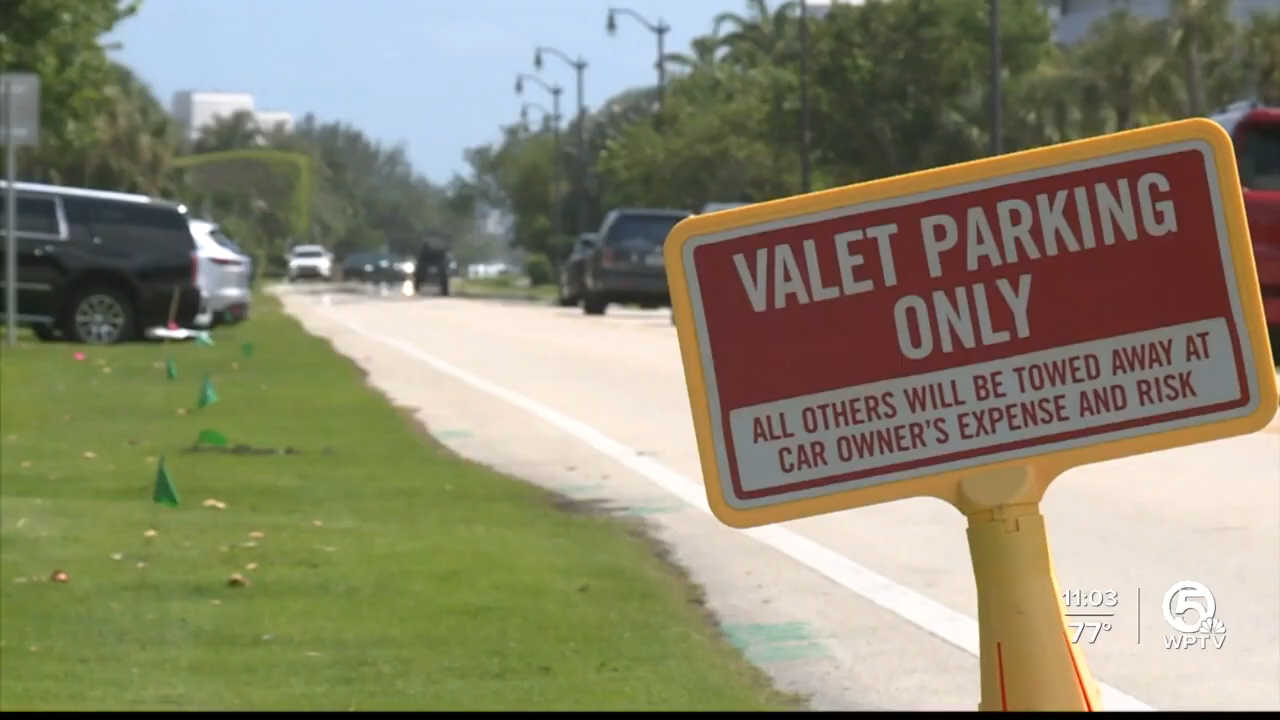 VALET PARKING
ONLY
ALL OTHERS WILL BE TOWED AWAY AT
CAR OWNER'S EXPENSE AND RISK
11:03
77°
5
WPTV